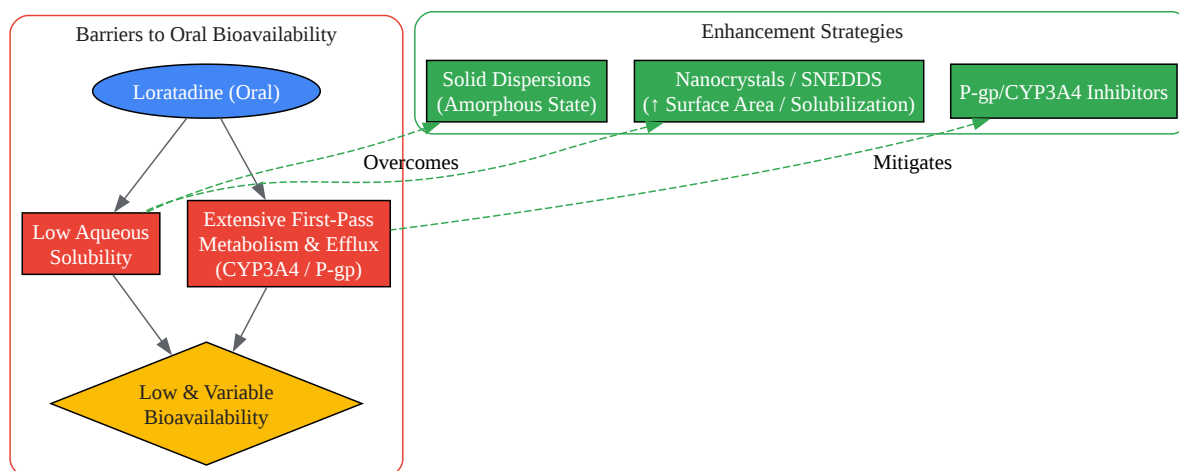 Barriers to Oral Bioavailability
Loratadine (Oral)
Low Aqueous
Solubility
Extensive First-Pass
Metabolism & Efflux
(CYP3A4 / P-gp)
Low & Variable
Bioavailability
Enhancement Strategies
Solid Dispersions
(Amorphous State)
Nanocrystals / SNEDDS
(↑ Surface Area / Solubilization)
P-gp/CYP3A4 Inhibitors
Overcomes
Mitigates